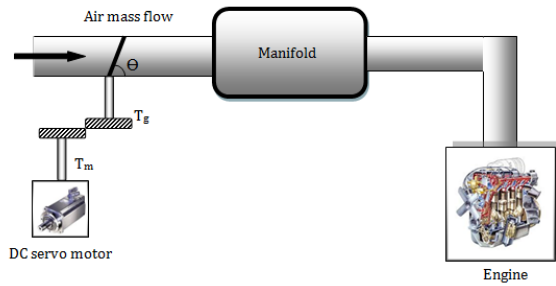 Air mass flow
Manifold
Θ
Tg
Tm
DC servo motor
Engine